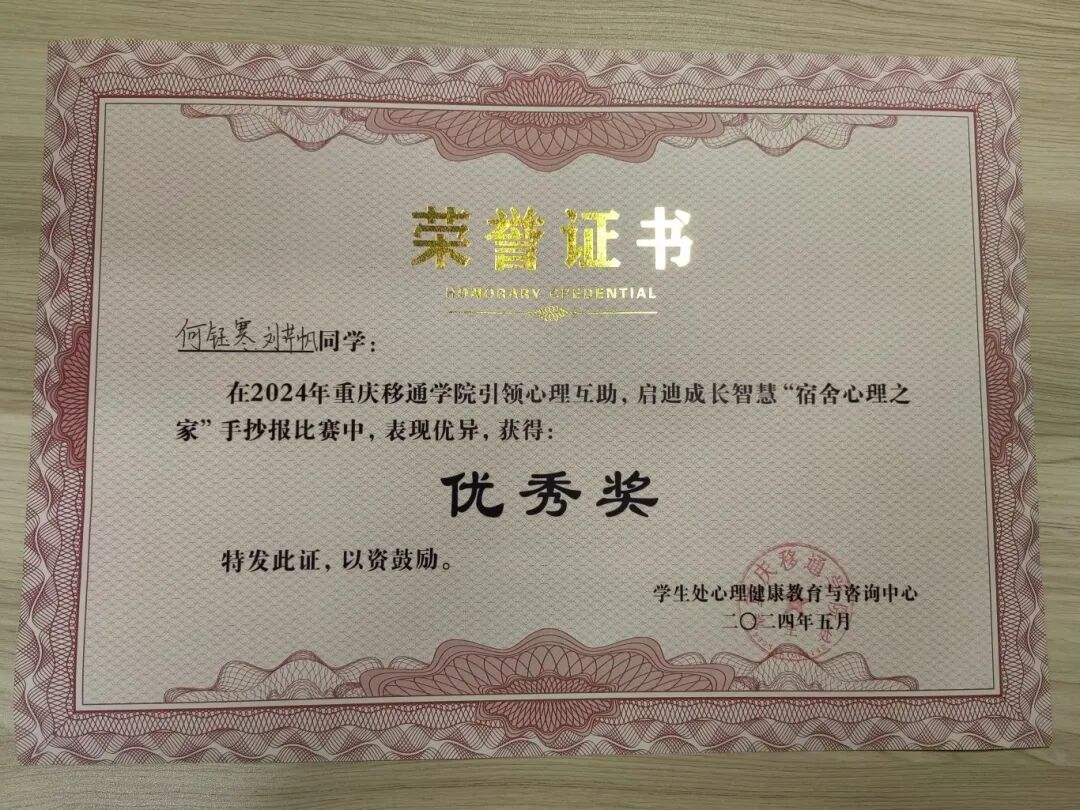 荣誉证书
HONORARY CREDENTIAL
何钰寒 刘芊帆同学：
在2024年重庆移通学院引领心理互助，启迪成长智慧“宿舍心理之
家”手抄报比赛中，表现优异，获得：
优秀奖
特发此证，以资鼓励。
学生处心理健康教育与咨询中心
二〇二四年五月